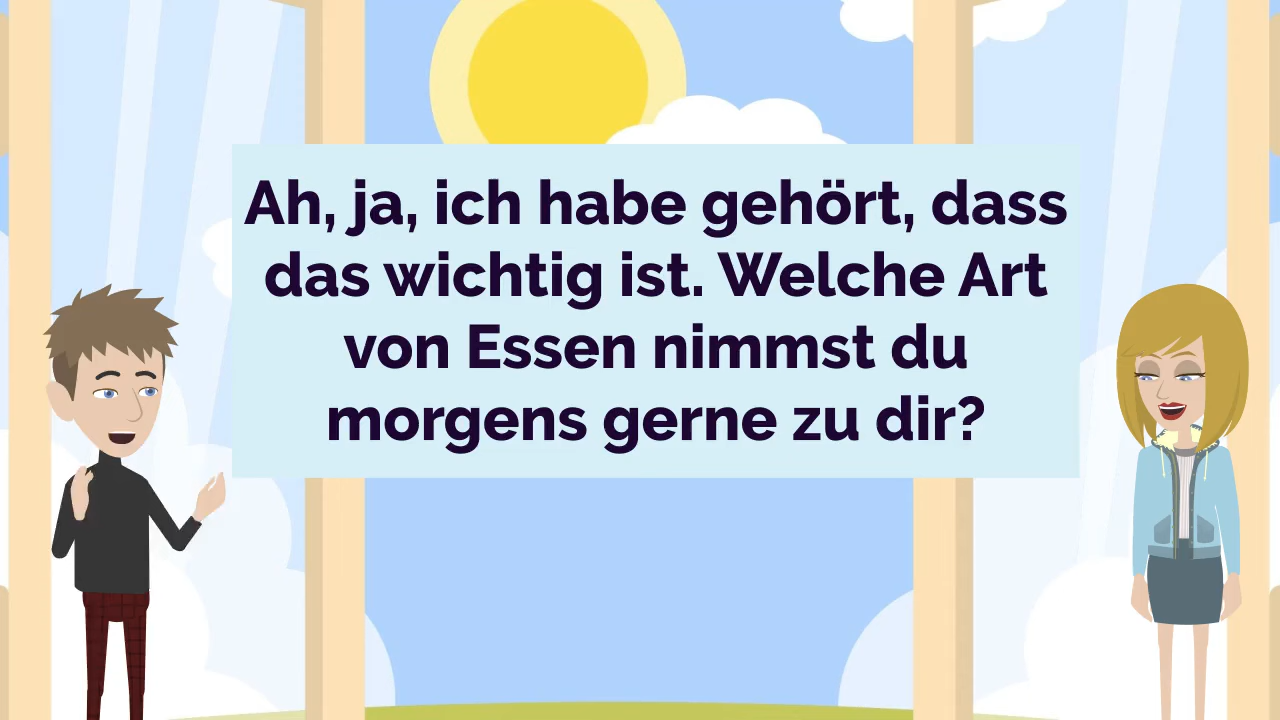 Ah, ja, ich habe gehört, dass
das wichtig ist. Welche Art
von Essen nimmst du
morgens gerne zu dir?